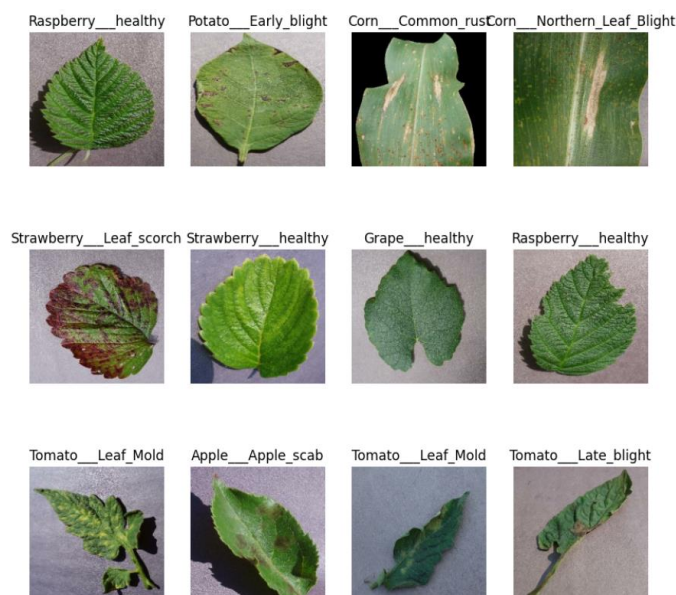 Raspberry___healthy
Potato___Early_blight
Corn___Common_rust
Corn___Northern_Leaf_Blight
Strawberry___Leaf_scorch
Strawberry___healthy
Grape___healthy
Raspberry___healthy
Tomato___Leaf_Mold
Apple___Apple_scab
Tomato___Leaf_Mold
Tomato___Late_blight